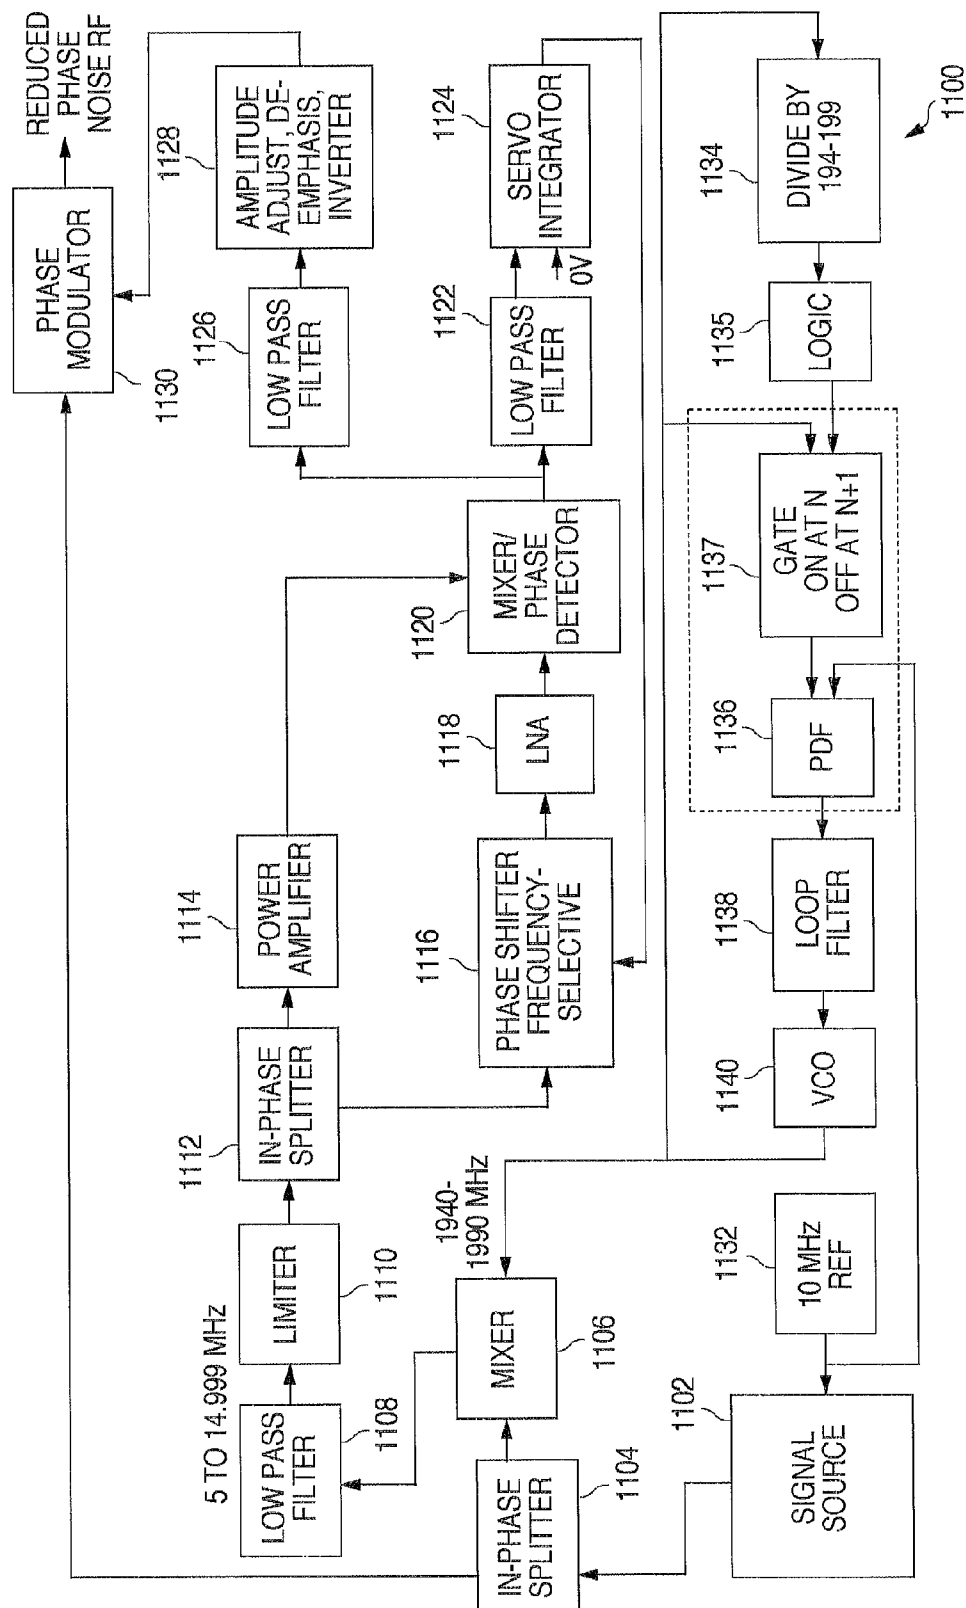 REDUCED
PHASE
NOISE RF
PHASE
MODULATOR
1130
1128
AMPLITUDE
ADJUST, DE-
EMPHASIS,
INVERTER
1126
LOW PASS
FILTER
1124
SERVO
INTEGRATOR
0V
1122
LOW PASS
FILTER
1120
MIXER/
PHASE
DETECTOR
1118
LNA
1116
PHASE SHIFTER
FREQUENCY-
SELECTIVE
1114
POWER
AMPLIFIER
1112
IN-PHASE
SPLITTER
1110
LIMITER
5 TO 14.999 MHz
1108
LOW PASS
FILTER
1106
MIXER
1940-
1990 MHz
1104
IN-PHASE
SPLITTER
1102
SIGNAL
SOURCE
1132
10 MHz
REF
1140
VCO
1138
LOOP
FILTER
1136
PDF
1137
GATE
ON AT N
OFF AT N+1
1135
LOGIC
1134
DIVIDE BY
194-199
1100